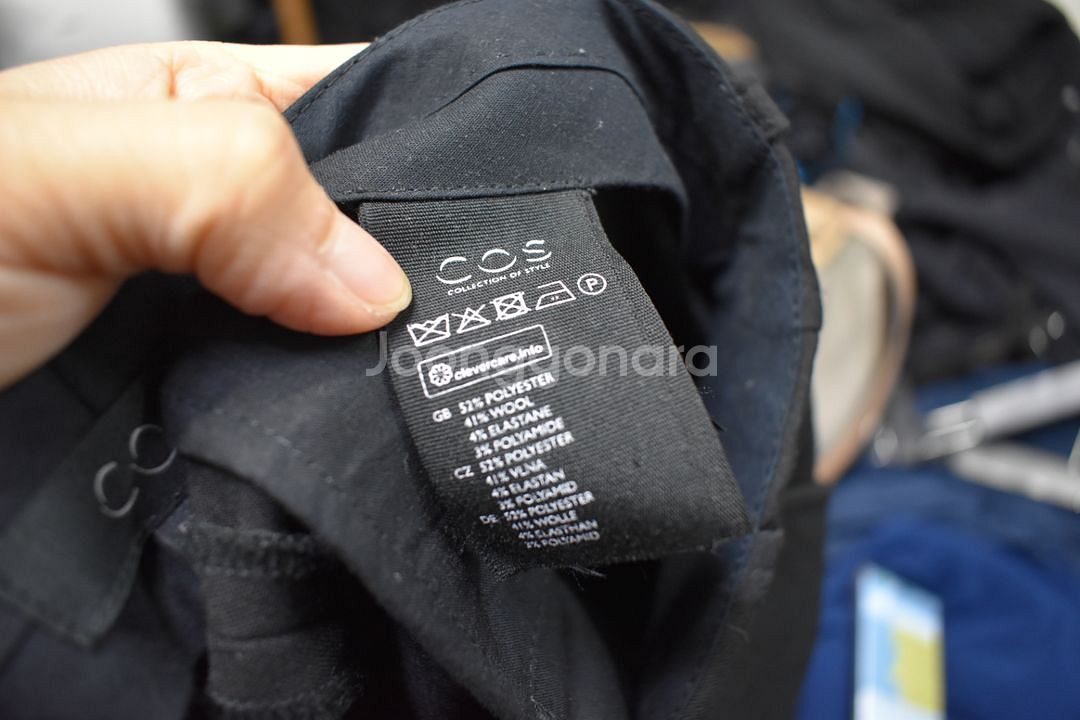 COS
COLLECTION OF STYLE
P
clevercare.info
GB 52% POLYESTER
41% WOOL
4% ELASTANE
3% POLYAMIDE
CZ 52% POLYESTER
41% VLNA
4% ELASTAN
3% POLYAMID
DE 52% POLYESTER
41% WOLLE
4% ELASTHAN
3% POLYAMID
CO